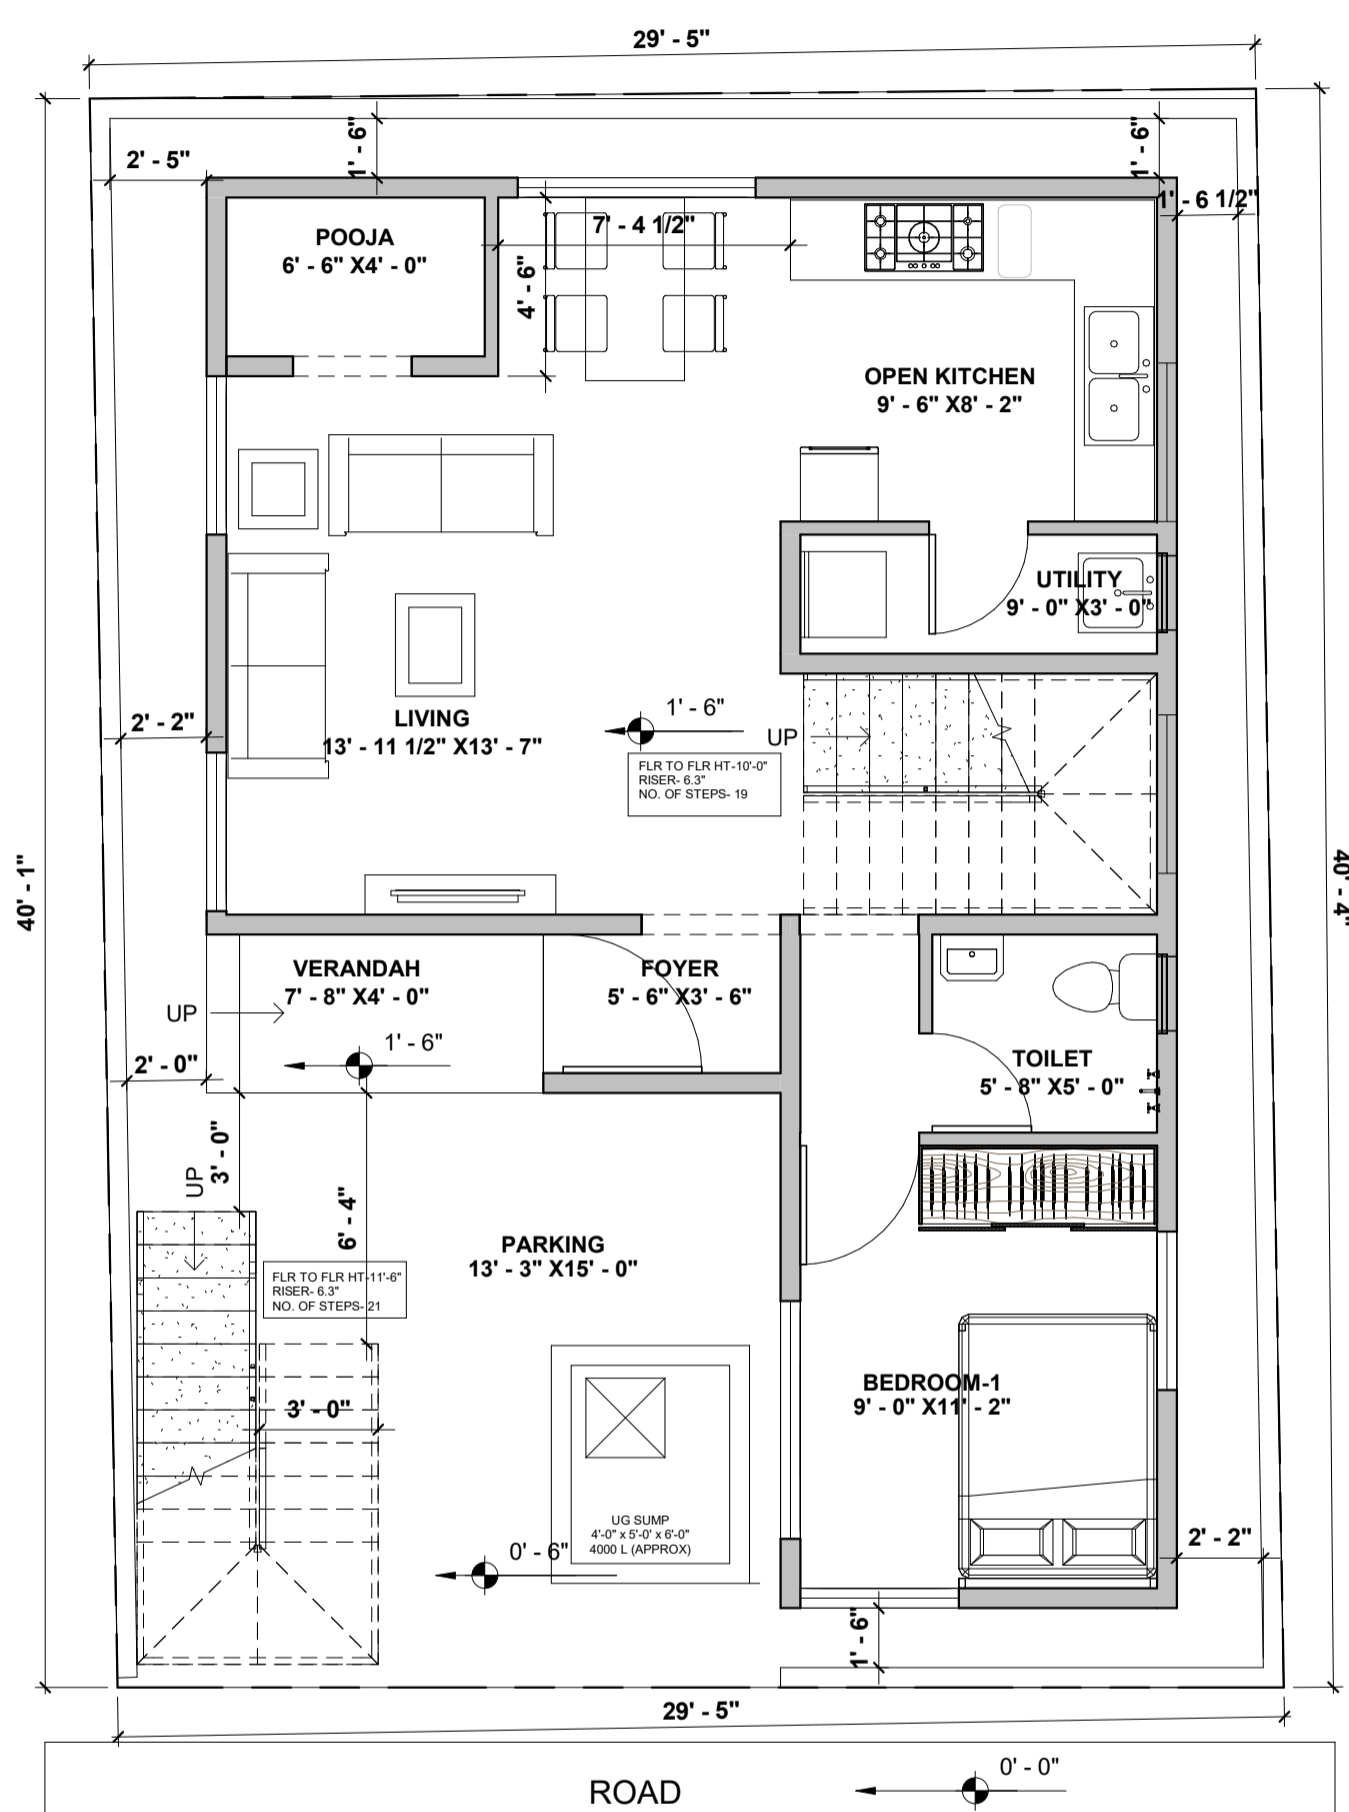 29' - 5"
1' - 6"
1' - 6"
2' - 5"
1' - 6 1/2"
POOJA
6' - 6" X4' - 0"
7' - 4 1/2"
4' - 6"
OPEN KITCHEN
9' - 6" X8' - 2"
UTILITY
9' - 0" X3' - 0"
2' - 2"
LIVING
13' - 11 1/2" X13' - 7"
1' - 6"
UP
FLR TO FLR HT-10'-0"
RISER- 6.3"
NO. OF STEPS- 19
40' - 1"
40' - 4"
VERANDAH
7' - 8" X4' - 0"
FOYER
5' - 6" X3' - 6"
UP
1' - 6"
2' - 0"
TOILET
5' - 8" X5' - 0"
3' - 0"
UP
6' - 4"
PARKING
13' - 3" X15' - 0"
FLR TO FLR HT-11'-6"
RISER- 6.3"
NO. OF STEPS- 21
3' - 0"
BEDROOM-1
9' - 0" X11' - 2"
UG SUMP
4'-0" x 5'-0' x 6'-0"
4000 L (APPROX)
0' - 6"
2' - 2"
1' - 6"
29' - 5"
0' - 0"
ROAD